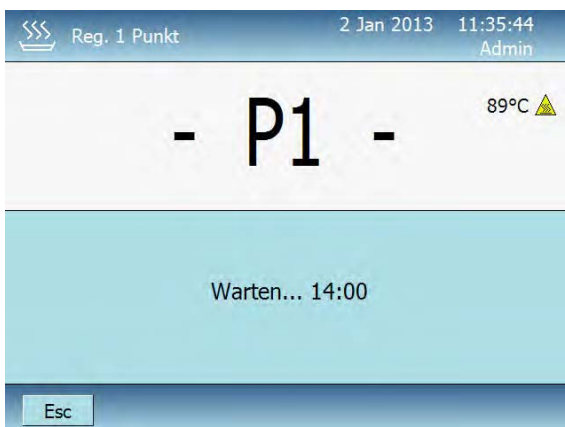 Reg. 1 Punkt 2 Jan 2013 11:35:44
Admin
- P1 - 89°C
Warten... 14:00
Esc